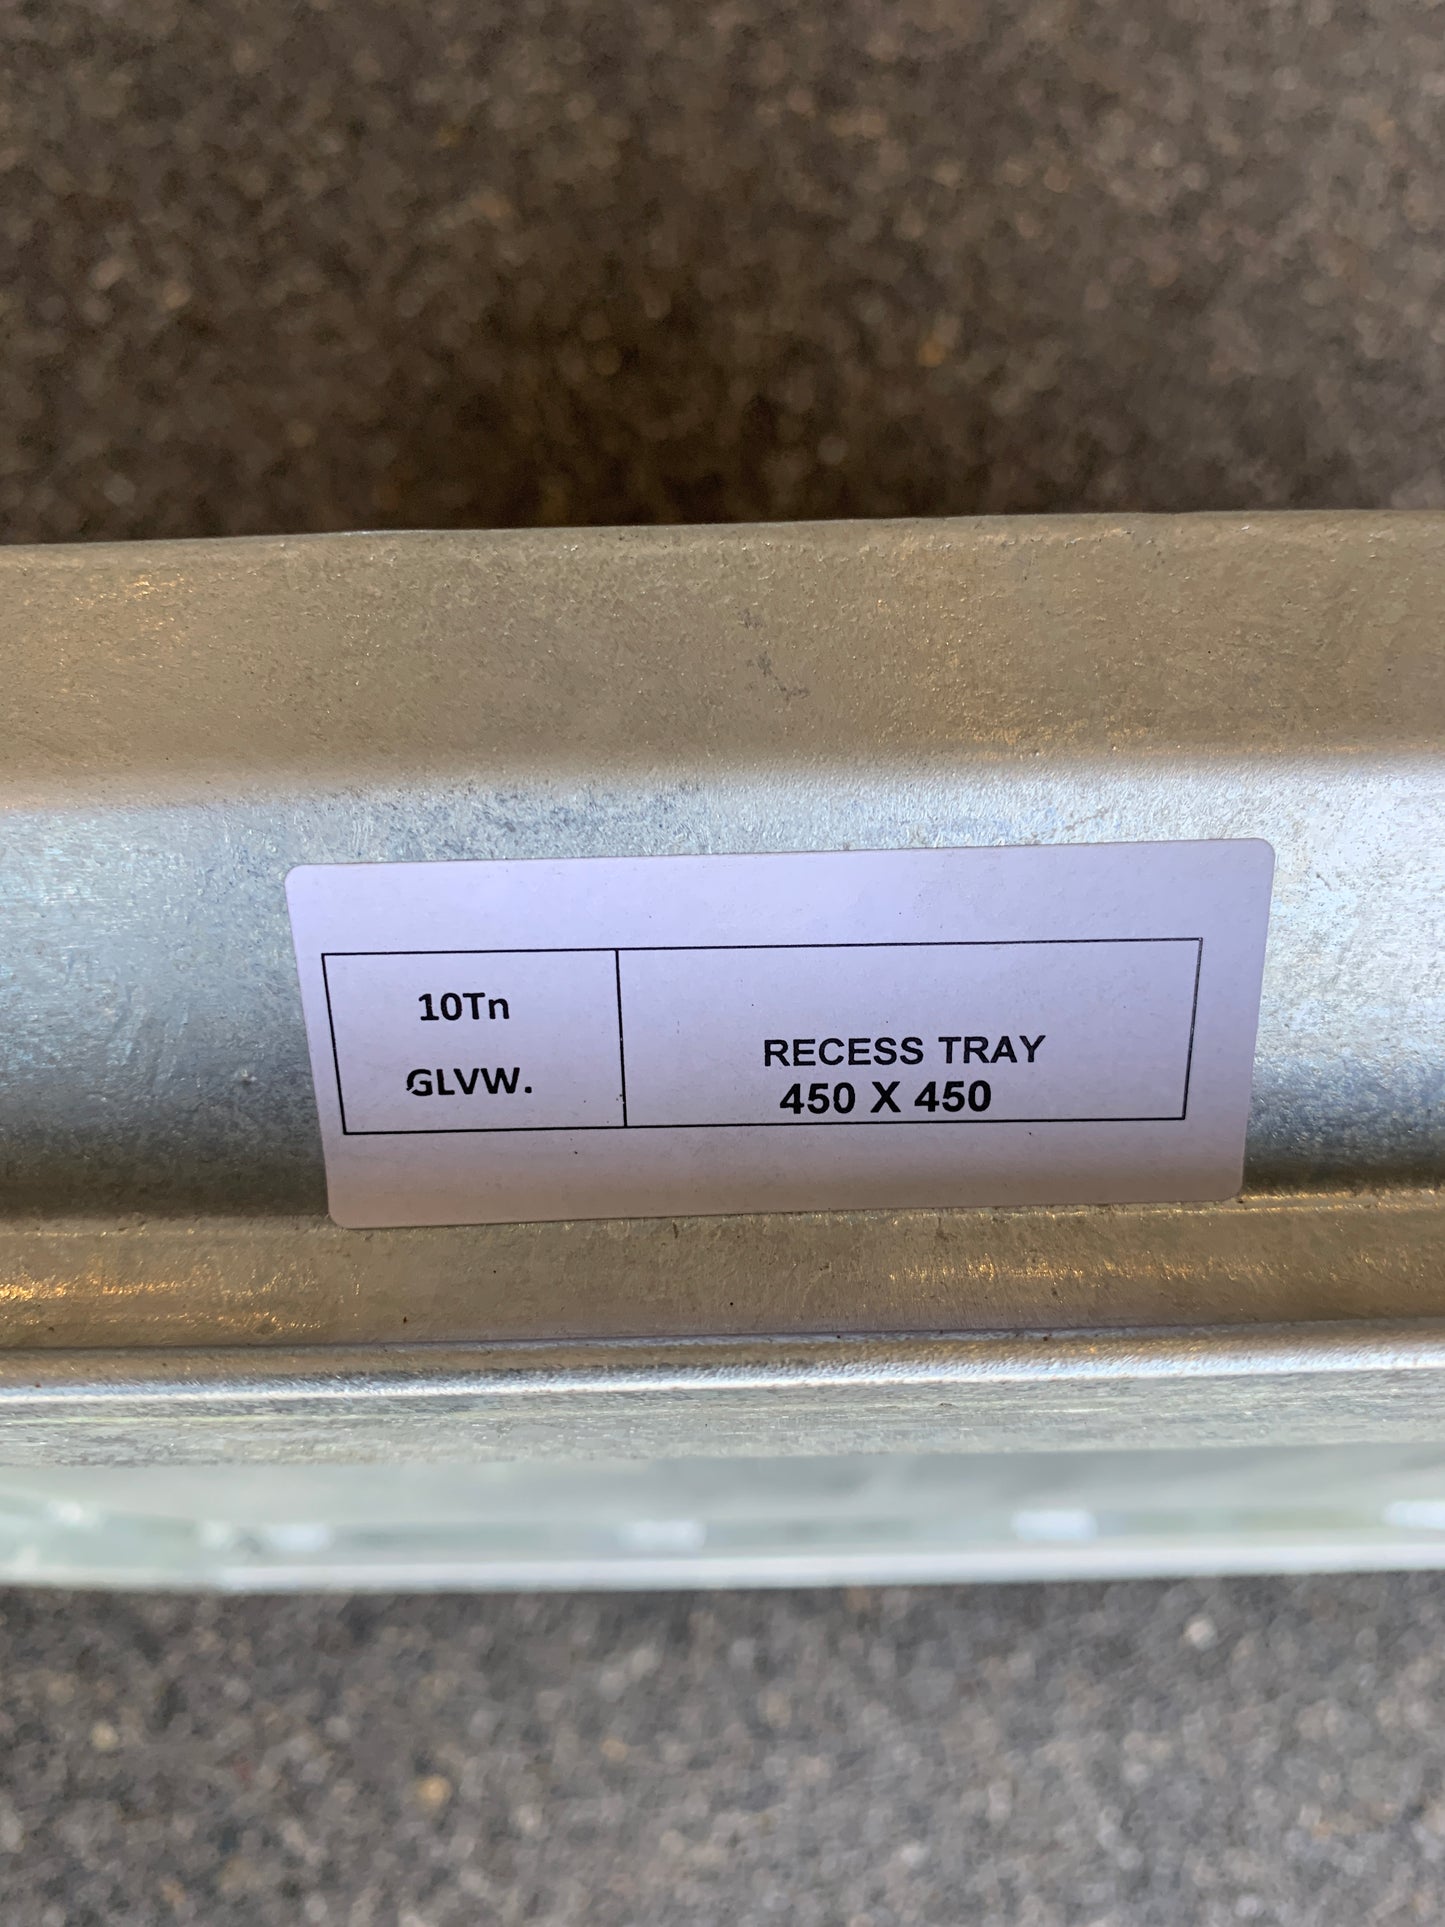 10Tn
GLVW.
RECESS TRAY
450 X 450